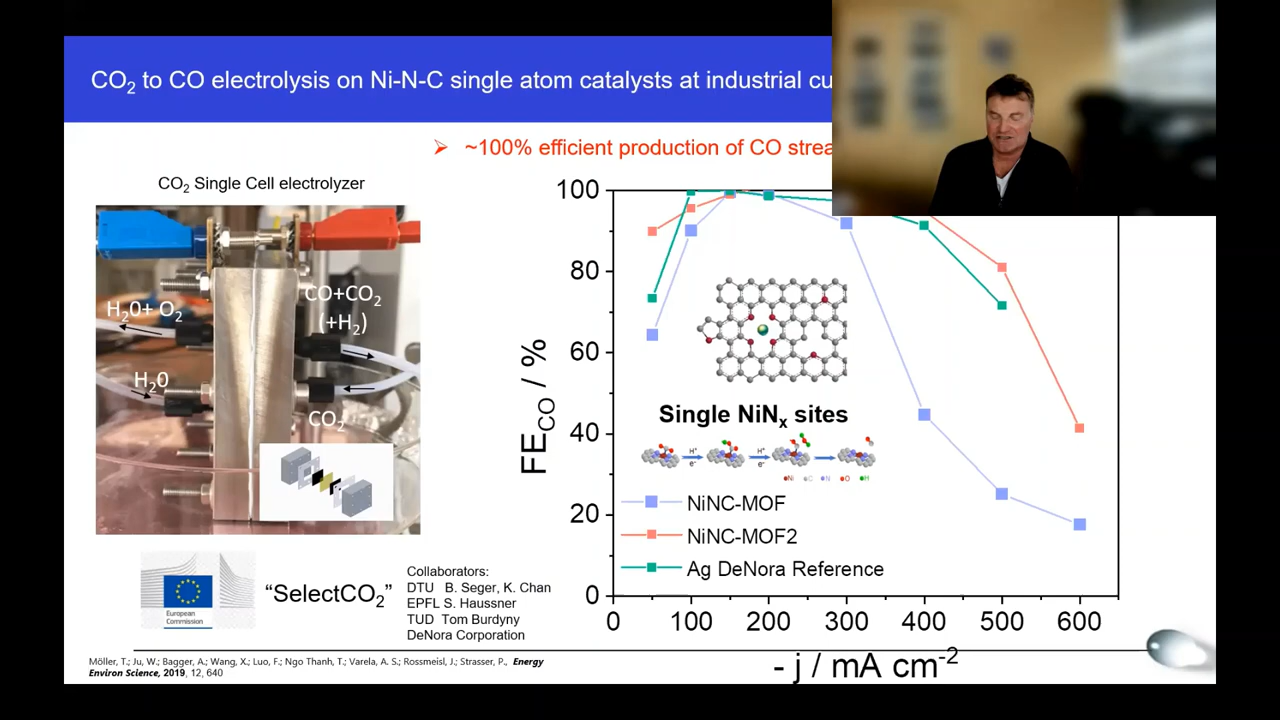 CO₂ to CO electrolysis on Ni-N-C single atom catalysts at industrial cu
➢ ~100% efficient production of CO strea
CO₂ Single Cell electrolyzer
H₂0+ O₂
CO+CO₂
(+H₂)
H₂0
CO₂
100
80
60
40
20
0
FE_CO / %
Single NiNₓ sites
H⁺
e⁻
H⁺
e⁻
Ni C N O H
NiNC-MOF
NiNC-MOF2
Ag DeNora Reference
0 100 200 300 400 500 600
- j / mA cm⁻²
European
Commission
“SelectCO₂”
Collaborators:
DTU B. Seger, K. Chan
EPFL S. Haussner
TUD Tom Burdyny
DeNora Corporation
Möller, T.; Ju, W.; Bagger, A.; Wang, X.; Luo, F.; Ngo Thanh, T.; Varela, A. S.; Rossmeisl, J.; Strasser, P., Energy
Environ Science, 2019, 12, 640